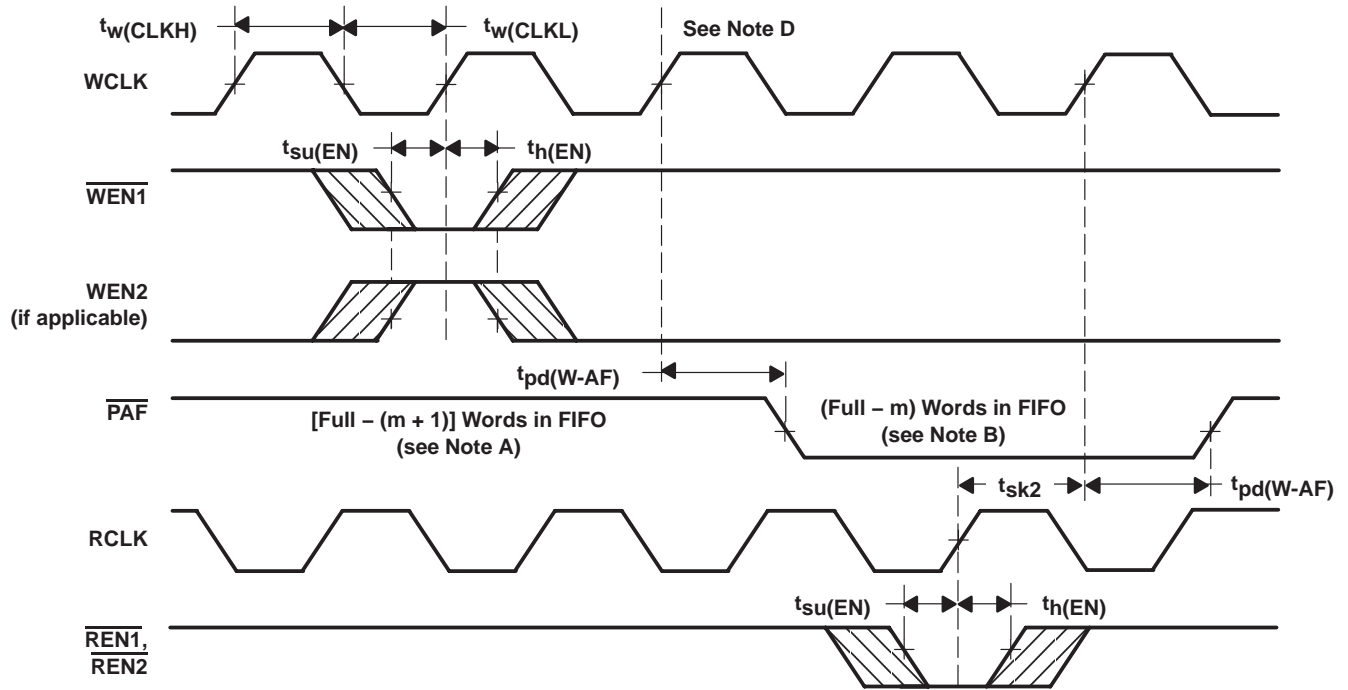 tw(CLKH)
tw(CLKL)
See Note D
WCLK
tsu(EN)
th(EN)
WEN1
WEN2
(if applicable)
tpd(W-AF)
PAF
[Full – (m + 1)] Words in FIFO
(see Note A)
(Full – m) Words in FIFO
(see Note B)
tsk2
tpd(W-AF)
RCLK
tsu(EN)
th(EN)
REN1,
REN2